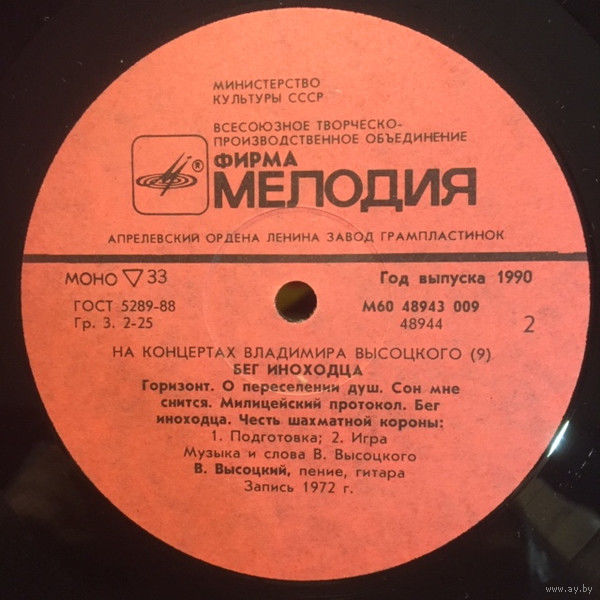 МИНИСТЕРСТВО
КУЛЬТУРЫ СССР
ВСЕСОЮЗНОЕ ТВОРЧЕСКО-
ПРОИЗВОДСТВЕННОЕ ОБЪЕДИНЕНИЕ
® ФИРМА
МЕЛОДИЯ
АПРЕЛЕВСКИЙ ОРДЕНА ЛЕНИНА ЗАВОД ГРАМПЛАСТИНОК
МОНО ▽ 33 Год выпуска 1990
ГОСТ 5289-88 М60 48943 009
Гр. 3. 2-25 48944 2
НА КОНЦЕРТАХ ВЛАДИМИРА ВЫСОЦКОГО (9)
БЕГ ИНОХОДЦА
Горизонт. О переселении душ. Сон мне
снится. Милицейский протокол. Бег
иноходца. Честь шахматной короны:
1. Подготовка; 2. Игра
Музыка и слова В. Высоцкого
В. Высоцкий, пение, гитара
Запись 1972 г.
www.ay.by